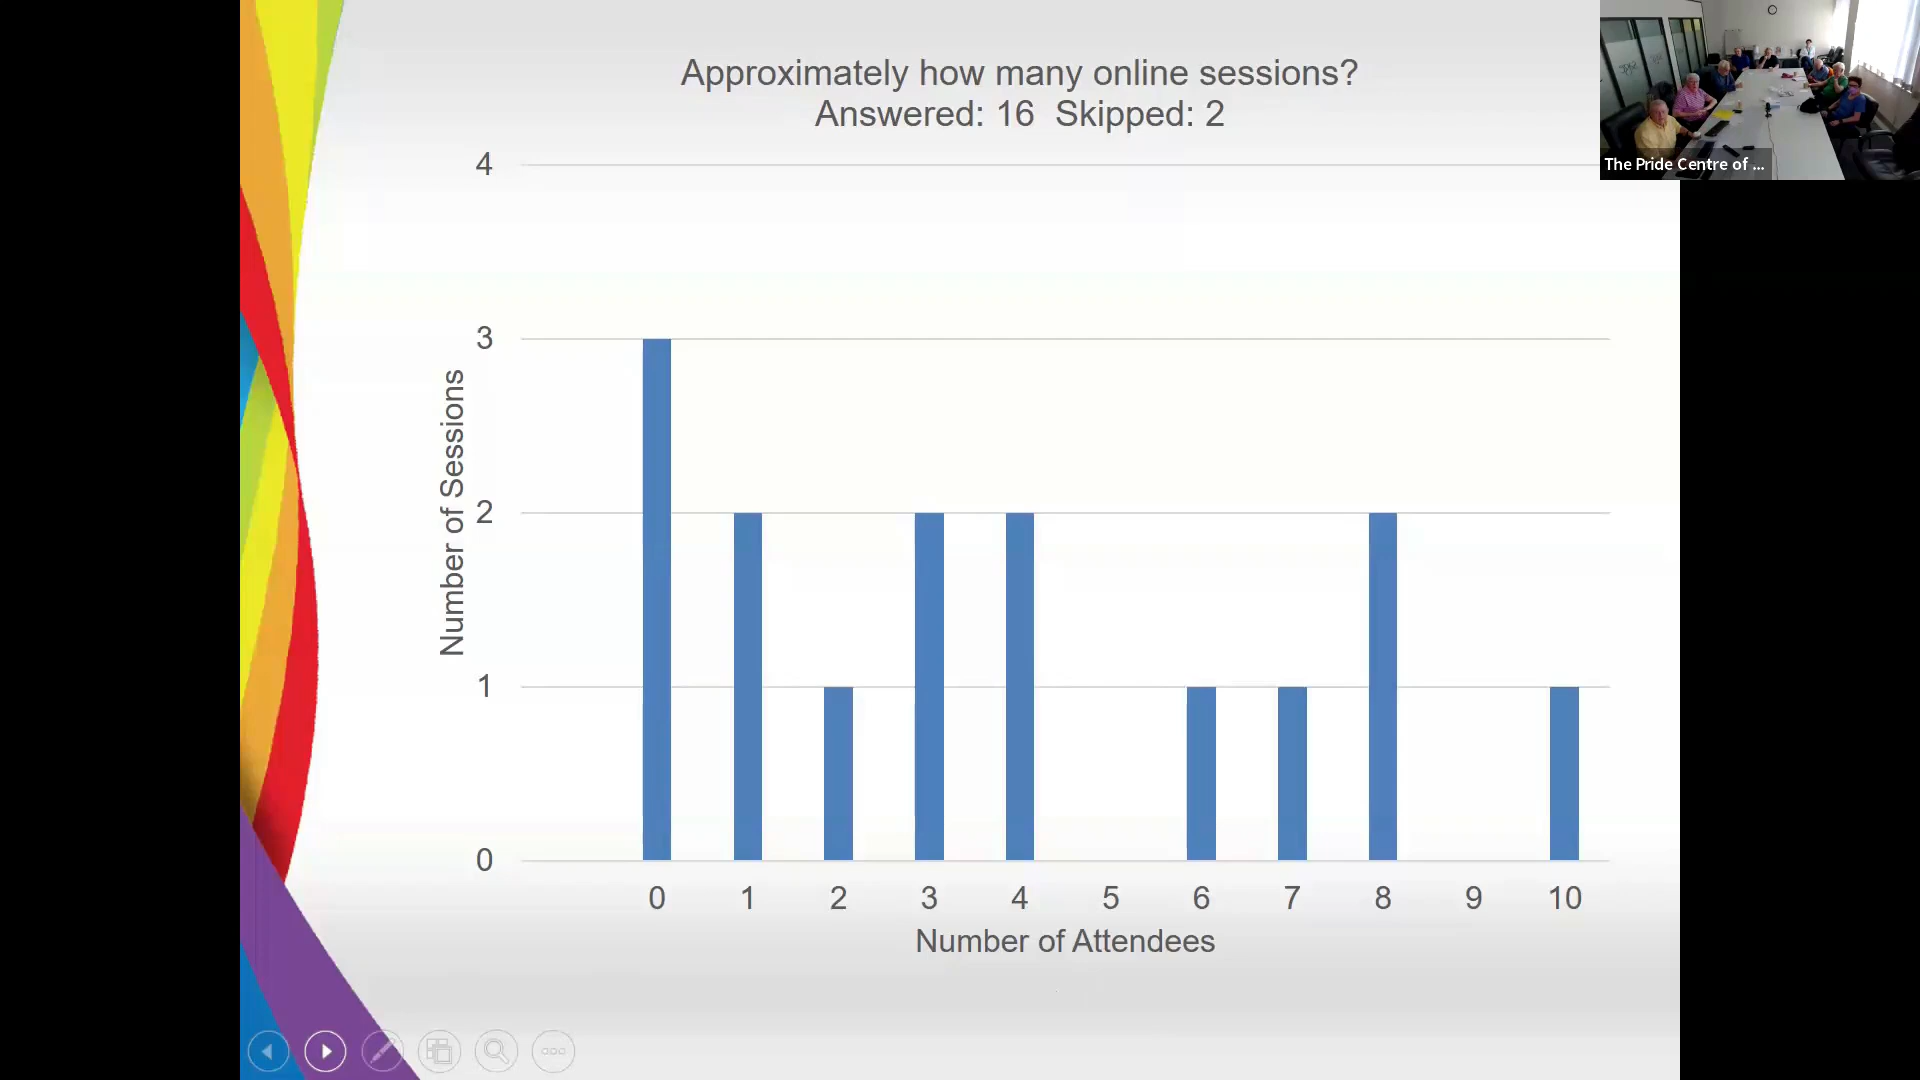 Approximately how many online sessions?
Answered: 16 Skipped: 2
The Pride Centre of ...
4
3
2
1
0
Number of Sessions
0 1 2 3 4 5 6 7 8 9 10
Number of Attendees